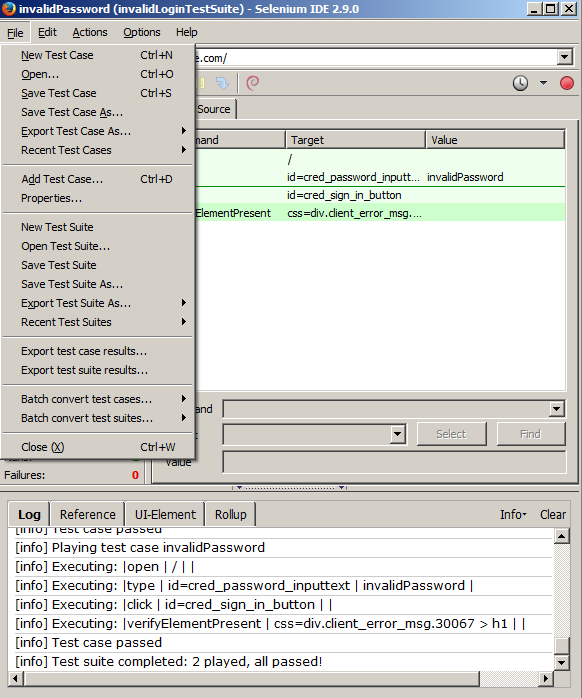 invalidPassword (invalidLoginTestSuite) - Selenium IDE 2.9.0
File Edit Actions Options Help
e.com/
New Test Case Ctrl+N
Open... Ctrl+O
Save Test Case Ctrl+S
Save Test Case As...
Export Test Case As...
Recent Test Cases
Add Test Case... Ctrl+D
Properties...
New Test Suite
Open Test Suite...
Save Test Suite
Save Test Suite As...
Export Test Suite As...
Recent Test Suites
Export test case results...
Export test suite results...
Batch convert test cases...
Batch convert test suites...
Close (X) Ctrl+W
Source
mand Target Value
/
id=cred_password_inputt... invalidPassword
id=cred_sign_in_button
ElementPresent css=div.client_error_msg....
and
Select Find
Value
Failures: 0
Log Reference UI-Element Rollup Info Clear
[info] Test case passed
[info] Playing test case invalidPassword
[info] Executing: |open | / | |
[info] Executing: |type | id=cred_password_inputtext | invalidPassword |
[info] Executing: |click | id=cred_sign_in_button | |
[info] Executing: |verifyElementPresent | css=div.client_error_msg.30067 > h1 | |
[info] Test case passed
[info] Test suite completed: 2 played, all passed!